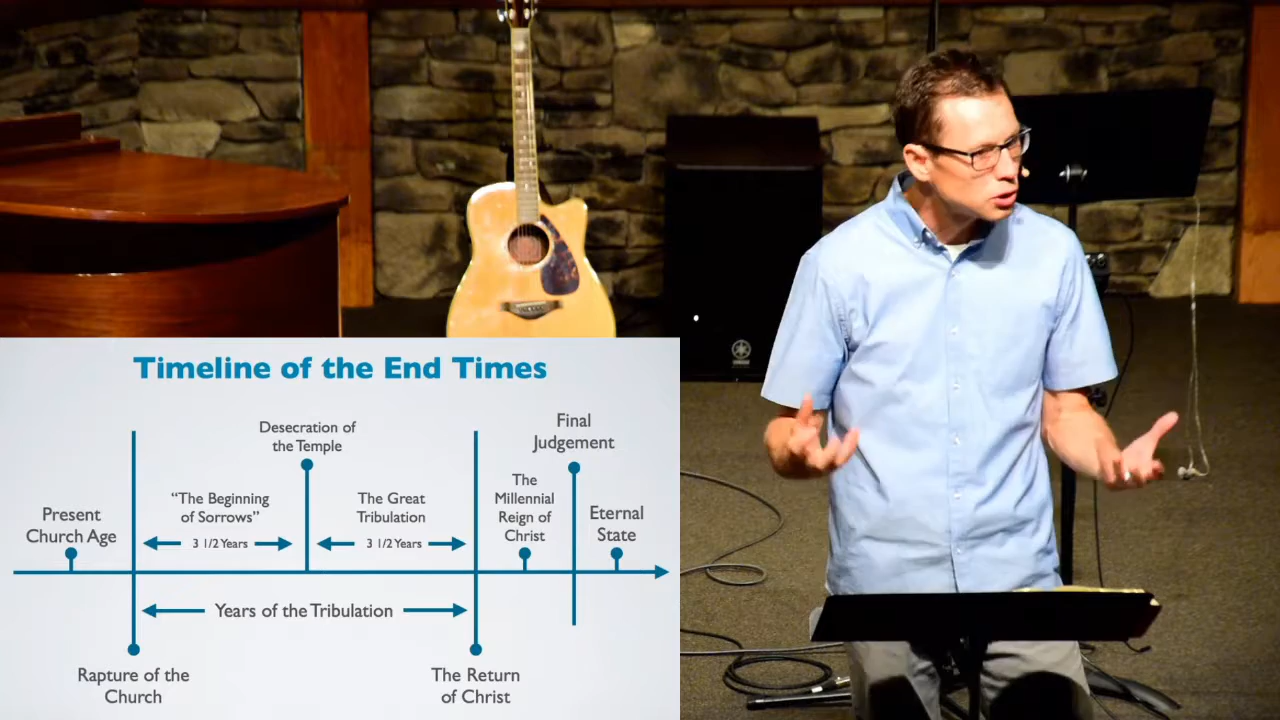 Timeline of the End Times
Desecration of
the Temple
Final
Judgement
Present
Church Age
“The Beginning
of Sorrows”
3 1/2 Years
The Great
Tribulation
3 1/2 Years
The
Millennial
Reign of
Christ
Eternal
State
Years of the Tribulation
Rapture of the
Church
The Return
of Christ
YAMAHA